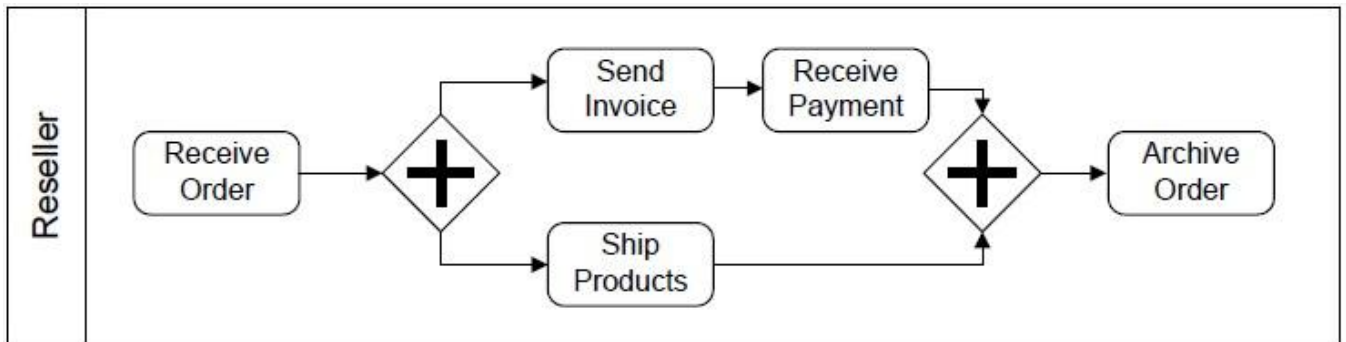 Reseller
Receive
Order
Send
Invoice
Receive
Payment
Ship
Products
Archive
Order